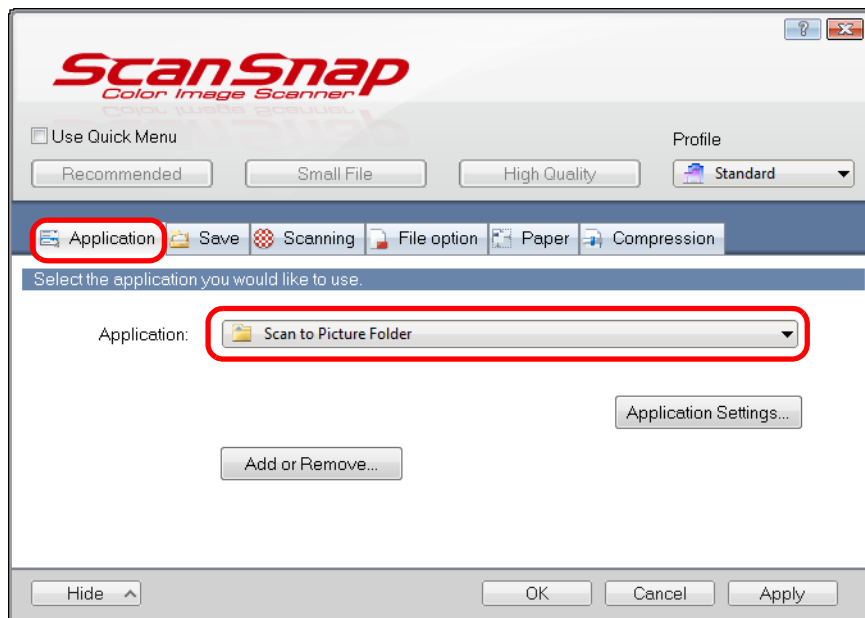 ScanSnap
Color Image Scanner
Use Quick Menu
Profile
Recommended
Small File
High Quality
Standard
Application
Save
Scanning
File option
Paper
Compression
Select the application you would like to use.
Application:
Scan to Picture Folder
Application Settings...
Add or Remove...
Hide
OK
Cancel
Apply